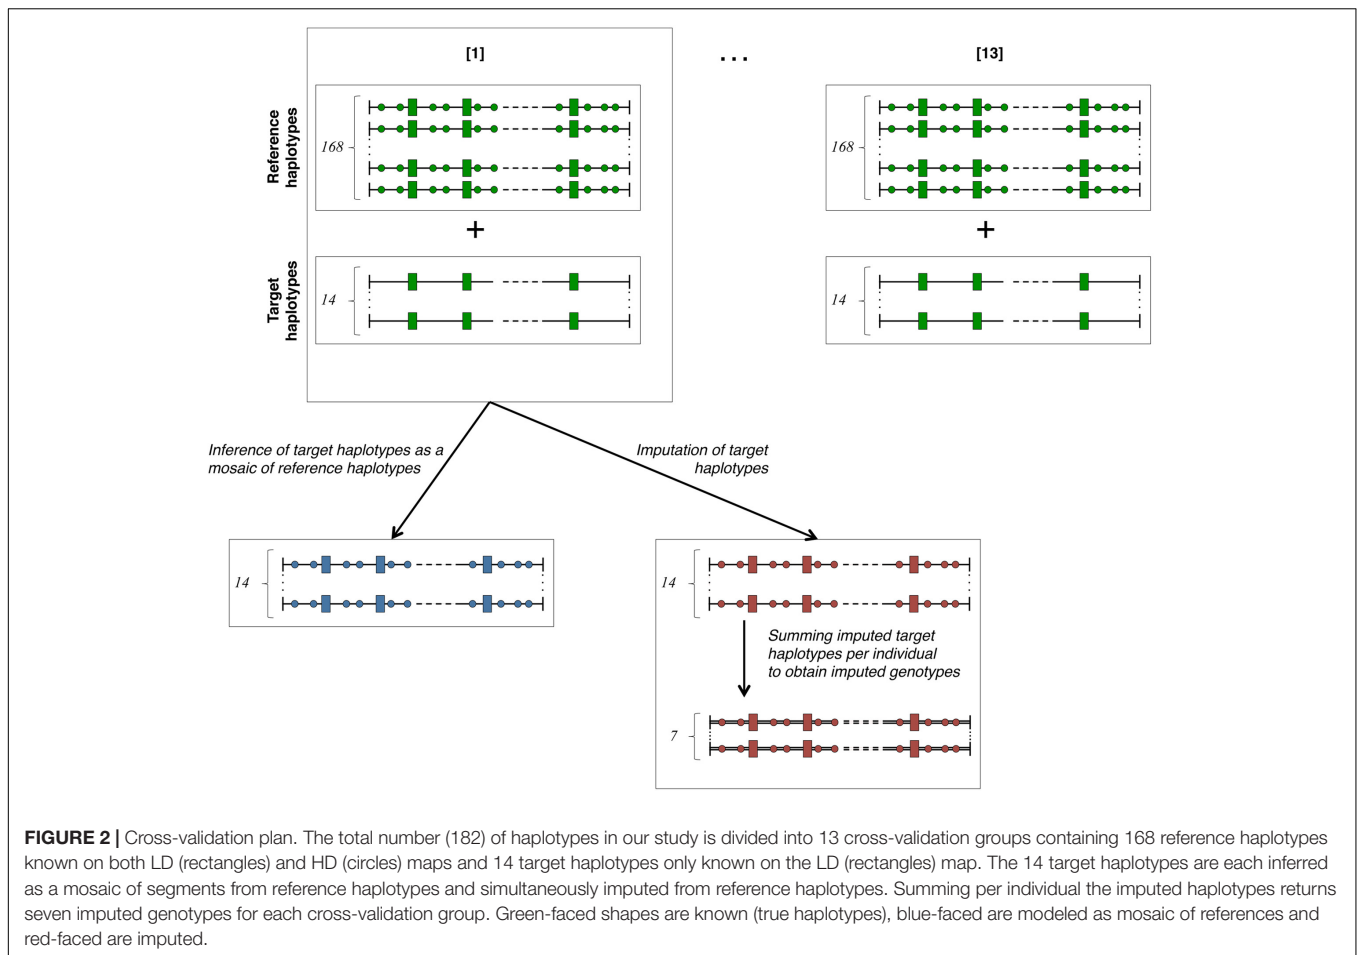 [1]
...
[13]
Reference
haplotypes
168
168
+
+
Target
haplotypes
14
14
Inference of target haplotypes as a
mosaic of reference haplotypes
Imputation of target
haplotypes
14
14
Summing imputed target
haplotypes per individual
to obtain imputed genotypes
7
FIGURE 2 | Cross-validation plan. The total number (182) of haplotypes in our study is divided into 13 cross-validation groups containing 168 reference haplotypes
known on both LD (rectangles) and HD (circles) maps and 14 target haplotypes only known on the LD (rectangles) map. The 14 target haplotypes are each inferred
as a mosaic of segments from reference haplotypes and simultaneously imputed from reference haplotypes. Summing per individual the imputed haplotypes returns
seven imputed genotypes for each cross-validation group. Green-faced shapes are known (true haplotypes), blue-faced are modeled as mosaic of references and
red-faced are imputed.